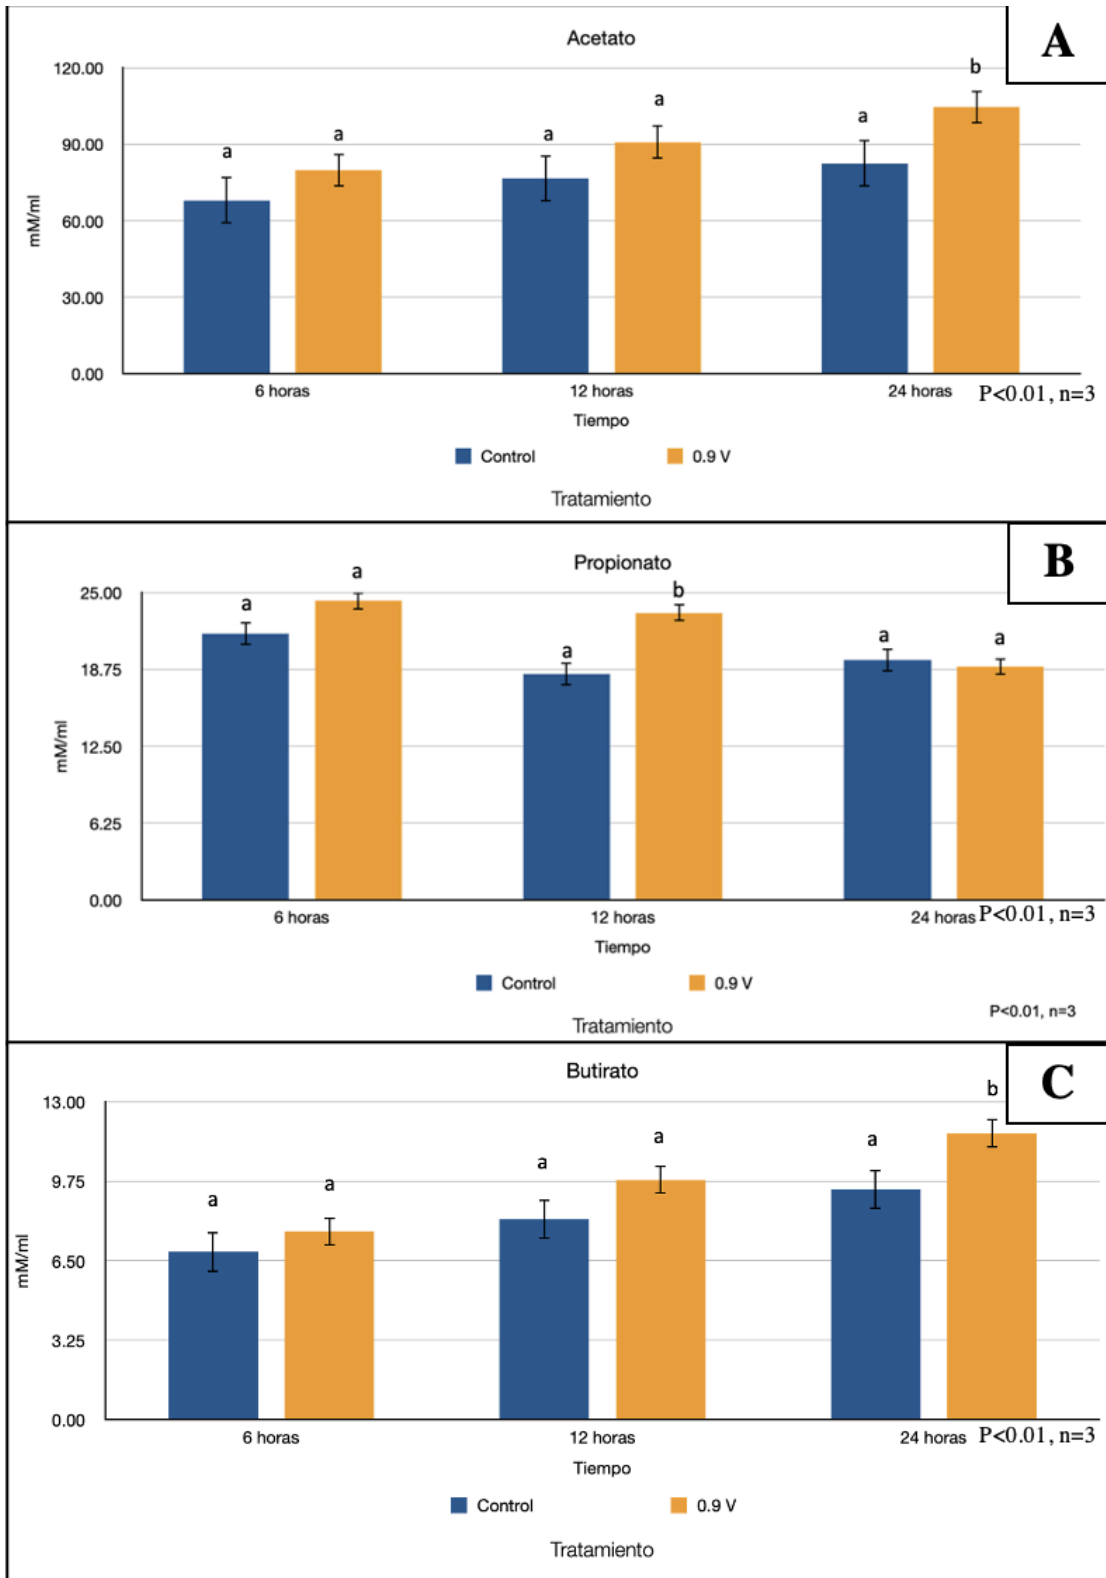 A
Acetato
120.00
90.00
60.00
30.00
0.00
mM/ml
a a a a a b
6 horas 12 horas 24 horas P<0.01, n=3
Tiempo
Control 0.9 V
Tratamiento
B
Propionato
25.00
18.75
12.50
6.25
0.00
mM/ml
a a a b a a
6 horas 12 horas 24 horas P<0.01, n=3
Tiempo
Control 0.9 V
P<0.01, n=3
Tratamiento
C
Butirato
13.00
9.75
6.50
3.25
0.00
mM/ml
a a a a a b
6 horas 12 horas 24 horas P<0.01, n=3
Tiempo
Control 0.9 V
Tratamiento